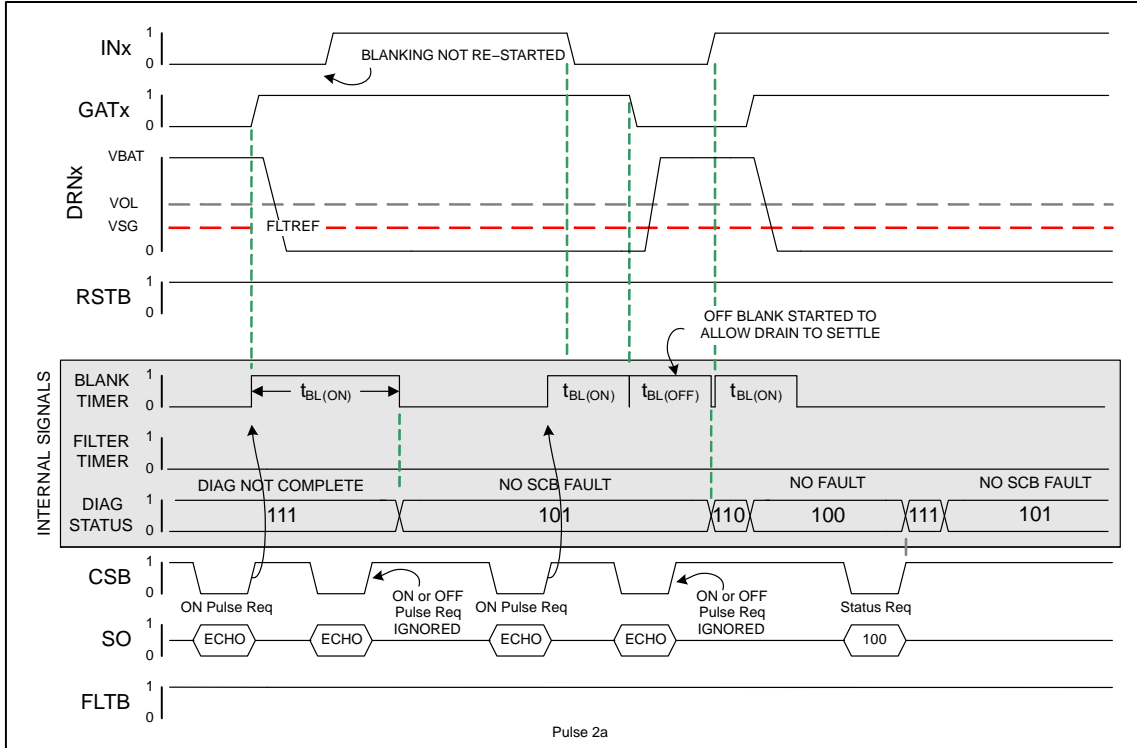 INx
1
0
BLANKING NOT RE−STARTED
GATx
1
0
DRNx
VBAT
VOL
VSG
FLTREF
0
RSTB
1
0
OFF BLANK STARTED TO
ALLOW DRAIN TO SETTLE
INTERNAL SIGNALS
BLANK
TIMER
1
0
tBL(ON)
tBL(ON)
tBL(OFF)
tBL(ON)
FILTER
TIMER
1
0
DIAG NOT COMPLETE
NO SCB FAULT
NO FAULT
NO SCB FAULT
DIAG
STATUS
1
0
111
101
110
100
111
101
CSB
1
0
ON Pulse Req
ON or OFF
Pulse Req
IGNORED
ON Pulse Req
ON or OFF
Pulse Req
IGNORED
Status Req
SO
1
0
ECHO
ECHO
ECHO
ECHO
100
FLTB
1
0
Pulse 2a